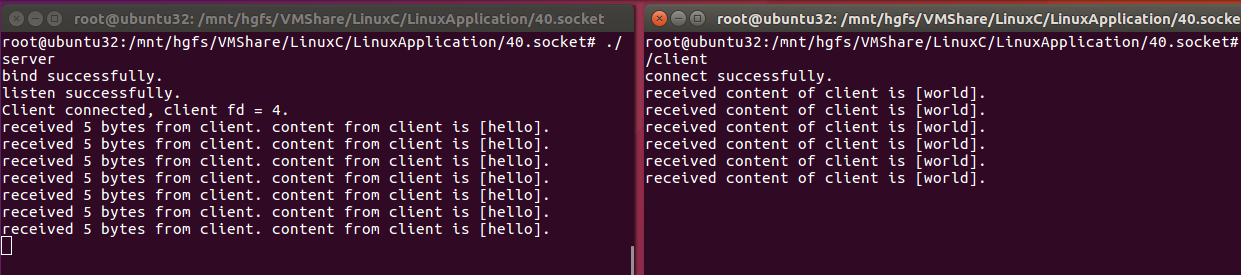 root@ubuntu32: /mnt/hgfs/VMShare/LinuxC/LinuxApplication/40.socket
root@ubuntu32:/mnt/hgfs/VMShare/LinuxC/LinuxApplication/40.socket# ./
server
bind successfully.
listen successfully.
Client connected, client fd = 4.
received 5 bytes from client. content from client is [hello].
received 5 bytes from client. content from client is [hello].
received 5 bytes from client. content from client is [hello].
received 5 bytes from client. content from client is [hello].
received 5 bytes from client. content from client is [hello].
received 5 bytes from client. content from client is [hello].
received 5 bytes from client. content from client is [hello].
root@ubuntu32: /mnt/hgfs/VMShare/LinuxC/LinuxApplication/40.socke
root@ubuntu32:/mnt/hgfs/VMShare/LinuxC/LinuxApplication/40.socket#
/client
connect successfully.
received content of client is [world].
received content of client is [world].
received content of client is [world].
received content of client is [world].
received content of client is [world].
received content of client is [world].